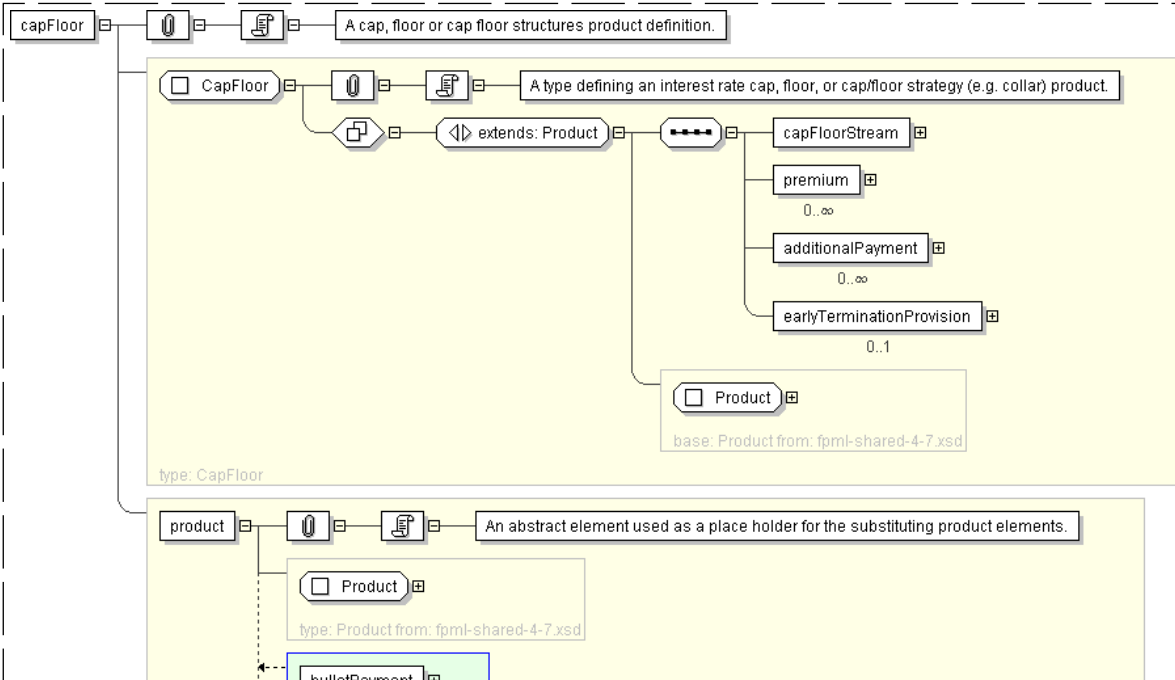 capFloor
A cap, floor or cap floor structures product definition.
CapFloor
A type defining an interest rate cap, floor, or cap/floor strategy (e.g. collar) product.
extends: Product
capFloorStream
premium
0..∞
additionalPayment
0..∞
earlyTerminationProvision
0..1
Product
base: Product from: fpml-shared-4-7.xsd
type: CapFloor
product
An abstract element used as a place holder for the substituting product elements.
Product
type: Product from: fpml-shared-4-7.xsd
bulletPayment